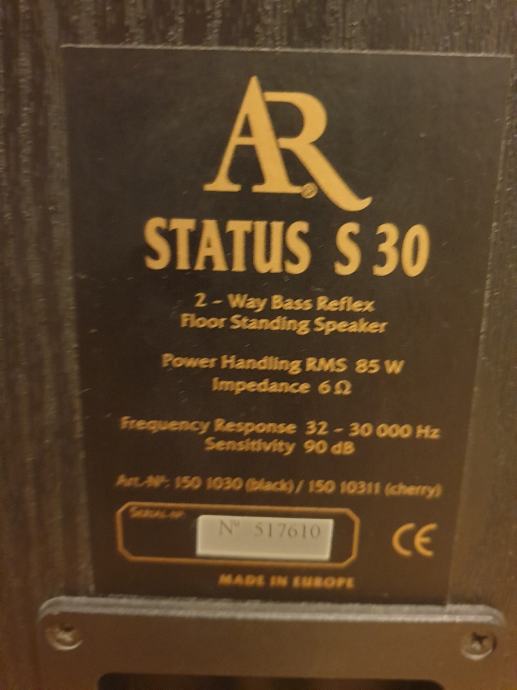 AR®
STATUS S 30
2 - Way Bass Reflex
Floor Standing Speaker
Power Handling RMS 85 W
Impedance 6 Ω
Frequency Response 32 - 30 000 Hz
Sensitivity 90 dB
Art.-Nº: 150 1030 (black) / 150 10311 (cherry)
SERIAL-Nº
Nº 517610
CE
MADE IN EUROPE